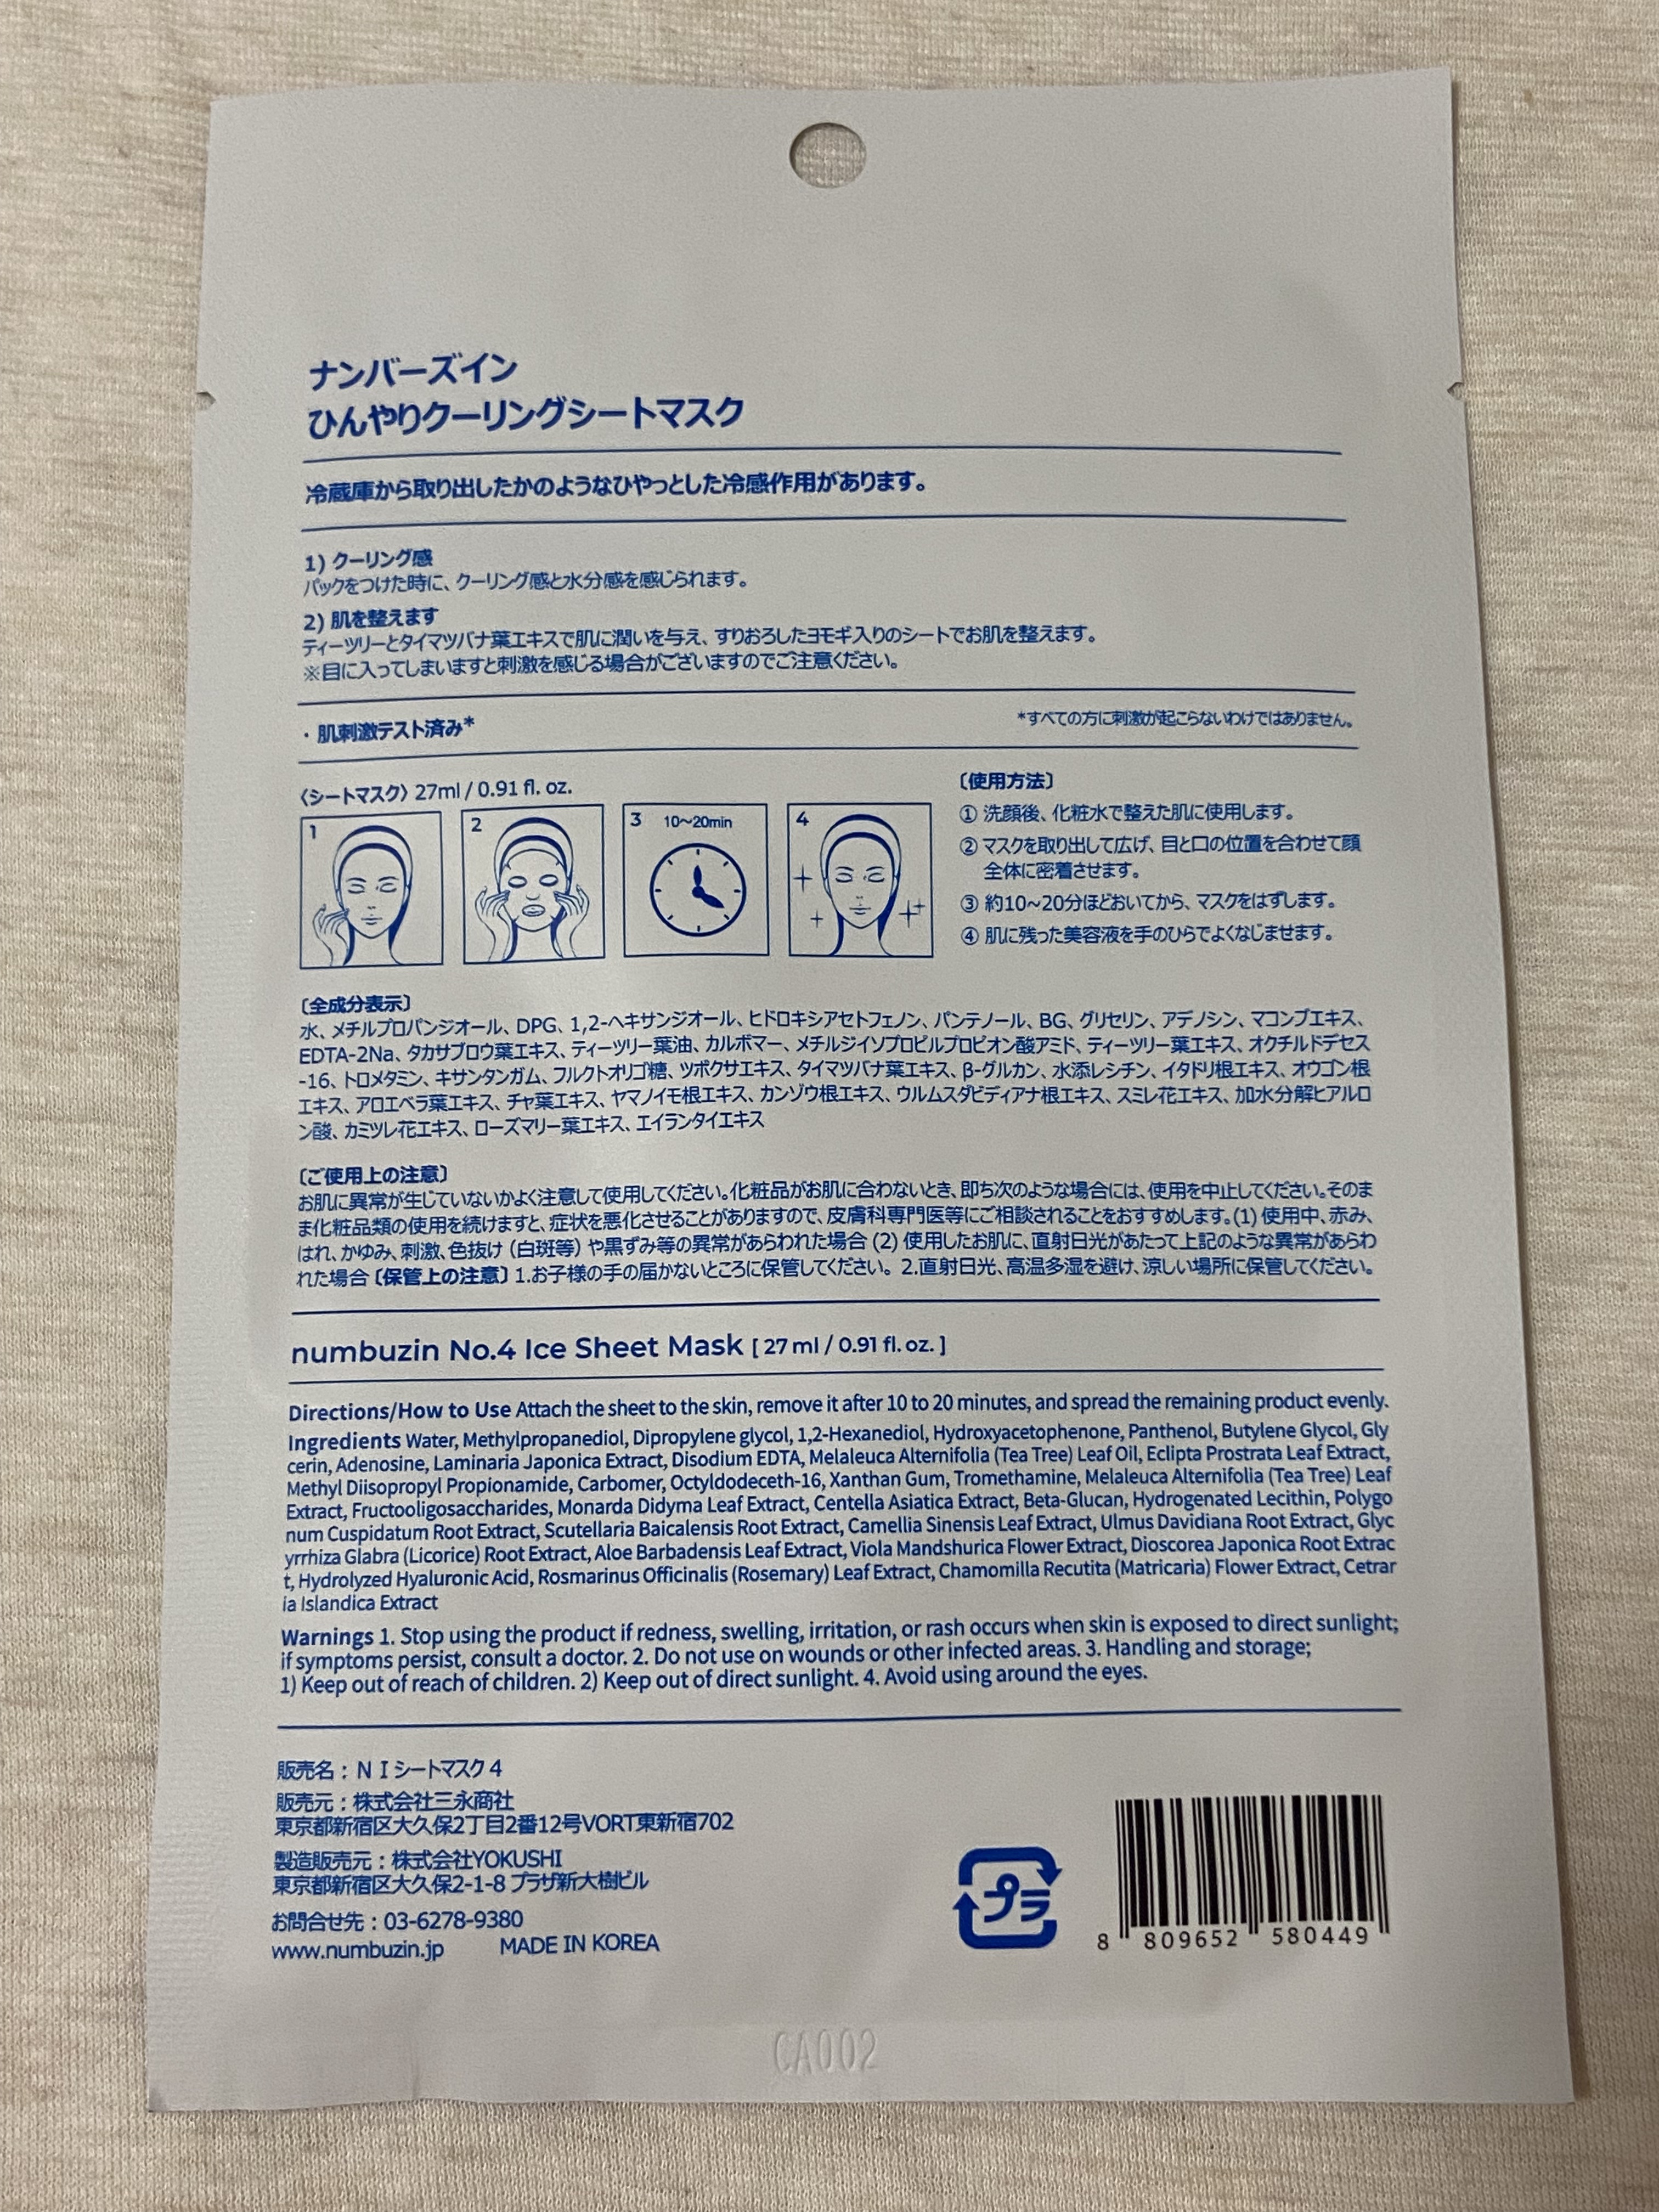 ナンバーズイン
ひんやりクーリングシートマスク
冷蔵庫から取り出したかのようなひやっとした冷感作用があります。
1) クーリング感
パックをつけた時に、クーリング感と水分感を感じられます。
2) 肌を整えます
ティーツリーとタイマツバナ葉エキスで肌に潤いを与え、すりおろしたヨモギ入りのシートでお肌を整えます。
※目に入ってしまいますと刺激を感じる場合がございますのでご注意ください。
・肌刺激テスト済み*
*すべての方に刺激が起こらないわけではありません。
〈シートマスク〉27ml / 0.91 fl. oz.
1
2
3 10〜20min
4
〔使用方法〕
① 洗顔後、化粧水で整えた肌に使用します。
② マスクを取り出して広げ、目と口の位置を合わせて顔
全体に密着させます。
③ 約10〜20分ほどおいてから、マスクをはずします。
④ 肌に残った美容液を手のひらでよくなじませます。
〔全成分表示〕
水、メチルプロパンジオール、DPG、1,2-ヘキサンジオール、ヒドロキシアセトフェノン、パンテノール、BG、グリセリン、アデノシン、マコンブエキス、
EDTA-2Na、タカサブロウ葉エキス、ティーツリー葉油、カルボマー、メチルジイソプロピルプロピオン酸アミド、ティーツリー葉エキス、オクチルドデセス
-16、トロメタミン、キサンタンガム、フルクトオリゴ糖、ツボクサエキス、タイマツバナ葉エキス、β-グルカン、水添レシチン、イタドリ根エキス、オウゴン根
エキス、アロエベラ葉エキス、チャ葉エキス、ヤマノイモ根エキス、カンゾウ根エキス、ウルムスダビディアナ根エキス、スミレ花エキス、加水分解ヒアルロ
ン酸、カミツレ花エキス、ローズマリー葉エキス、エイランタイエキス
〔ご使用上の注意〕
お肌に異常が生じていないかよく注意して使用してください。化粧品がお肌に合わないとき、即ち次のような場合には、使用を中止してください。そのま
ま化粧品類の使用を続けますと、症状を悪化させることがありますので、皮膚科専門医等にご相談されることをおすすめします。(1) 使用中、赤み、
はれ、かゆみ、刺激、色抜け（白斑等）や黒ずみ等の異常があらわれた場合 (2) 使用したお肌に、直射日光があたって上記のような異常があらわ
れた場合〔保管上の注意〕1.お子様の手の届かないところに保管してください。 2.直射日光、高温多湿を避け、涼しい場所に保管してください。
numbuzin No.4 Ice Sheet Mask [ 27 ml / 0.91 fl. oz. ]
Directions/How to Use Attach the sheet to the skin, remove it after 10 to 20 minutes, and spread the remaining product evenly.
Ingredients Water, Methylpropanediol, Dipropylene glycol, 1,2-Hexanediol, Hydroxyacetophenone, Panthenol, Butylene Glycol, Gly
cerin, Adenosine, Laminaria Japonica Extract, Disodium EDTA, Melaleuca Alternifolia (Tea Tree) Leaf Oil, Eclipta Prostrata Leaf Extract,
Methyl Diisopropyl Propionamide, Carbomer, Octyldodeceth-16, Xanthan Gum, Tromethamine, Melaleuca Alternifolia (Tea Tree) Leaf
Extract, Fructooligosaccharides, Monarda Didyma Leaf Extract, Centella Asiatica Extract, Beta-Glucan, Hydrogenated Lecithin, Polygo
num Cuspidatum Root Extract, Scutellaria Baicalensis Root Extract, Camellia Sinensis Leaf Extract, Ulmus Davidiana Root Extract, Glyc
yrrhiza Glabra (Licorice) Root Extract, Aloe Barbadensis Leaf Extract, Viola Mandshurica Flower Extract, Dioscorea Japonica Root Extrac
t, Hydrolyzed Hyaluronic Acid, Rosmarinus Officinalis (Rosemary) Leaf Extract, Chamomilla Recutita (Matricaria) Flower Extract, Cetrar
ia Islandica Extract
Warnings 1. Stop using the product if redness, swelling, irritation, or rash occurs when skin is exposed to direct sunlight;
if symptoms persist, consult a doctor. 2. Do not use on wounds or other infected areas. 3. Handling and storage;
1) Keep out of reach of children. 2) Keep out of direct sunlight. 4. Avoid using around the eyes.
販売名：ＮＩシートマスク４
販売元：株式会社三永商社
東京都新宿区大久保2丁目2番12号VORT東新宿702
製造販売元：株式会社YOKUSHI
東京都新宿区大久保2-1-8 プラザ新大樹ビル
お問合せ先：03-6278-9380
www.numbuzin.jp MADE IN KOREA
プラ
8 809652 580449
CA002